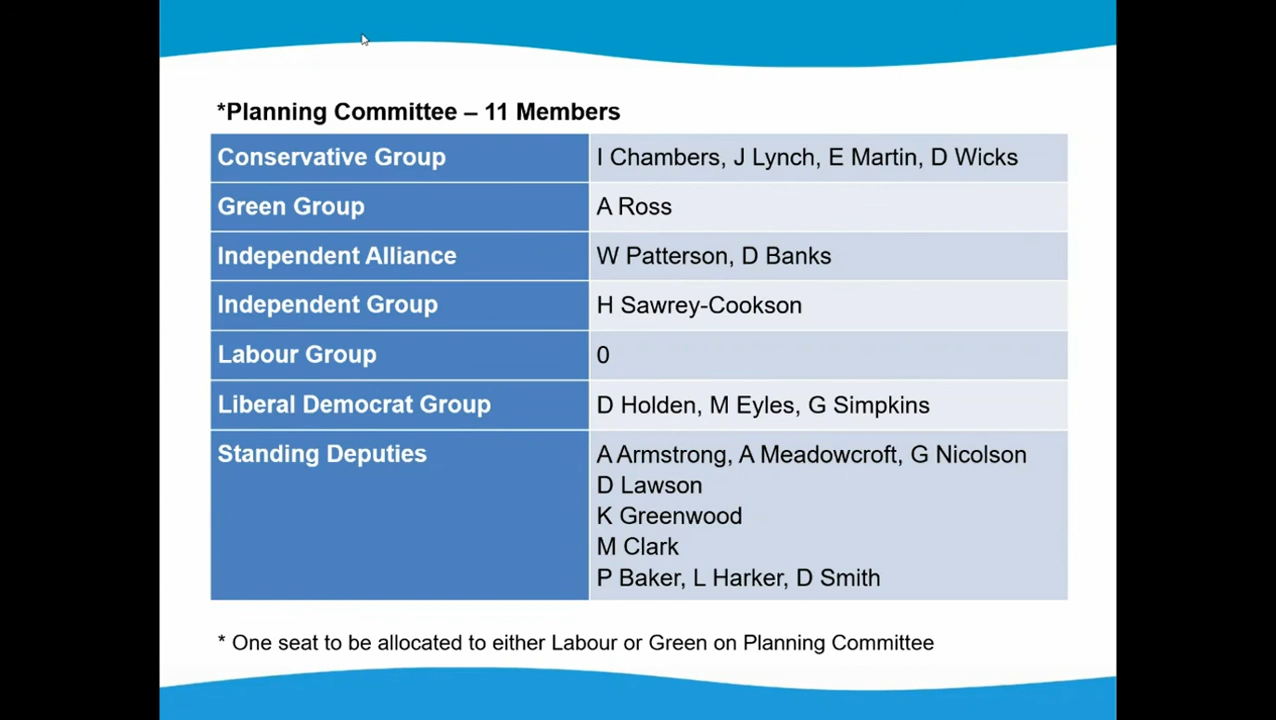 *Planning Committee – 11 Members
Conservative Group I Chambers, J Lynch, E Martin, D Wicks
Green Group A Ross
Independent Alliance W Patterson, D Banks
Independent Group H Sawrey-Cookson
Labour Group 0
Liberal Democrat Group D Holden, M Eyles, G Simpkins
Standing Deputies A Armstrong, A Meadowcroft, G Nicolson
D Lawson
K Greenwood
M Clark
P Baker, L Harker, D Smith
* One seat to be allocated to either Labour or Green on Planning Committee